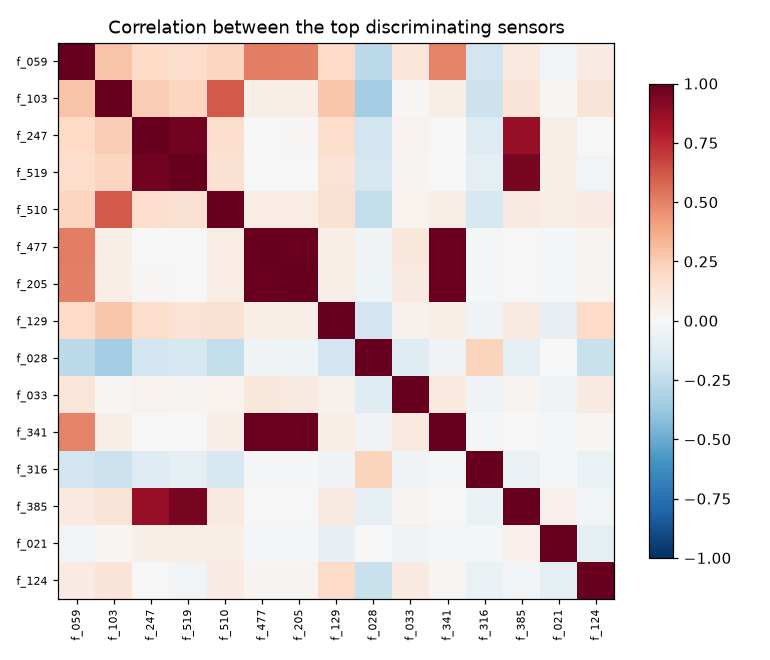 Correlation between the top discriminating sensors
f_059
f_103
f_247
f_519
f_510
f_477
f_205
f_129
f_028
f_033
f_341
f_316
f_385
f_021
f_124
f_059
f_103
f_247
f_519
f_510
f_477
f_205
f_129
f_028
f_033
f_341
f_316
f_385
f_021
f_124
1.00
0.75
0.50
0.25
0.00
−0.25
−0.50
−0.75
−1.00